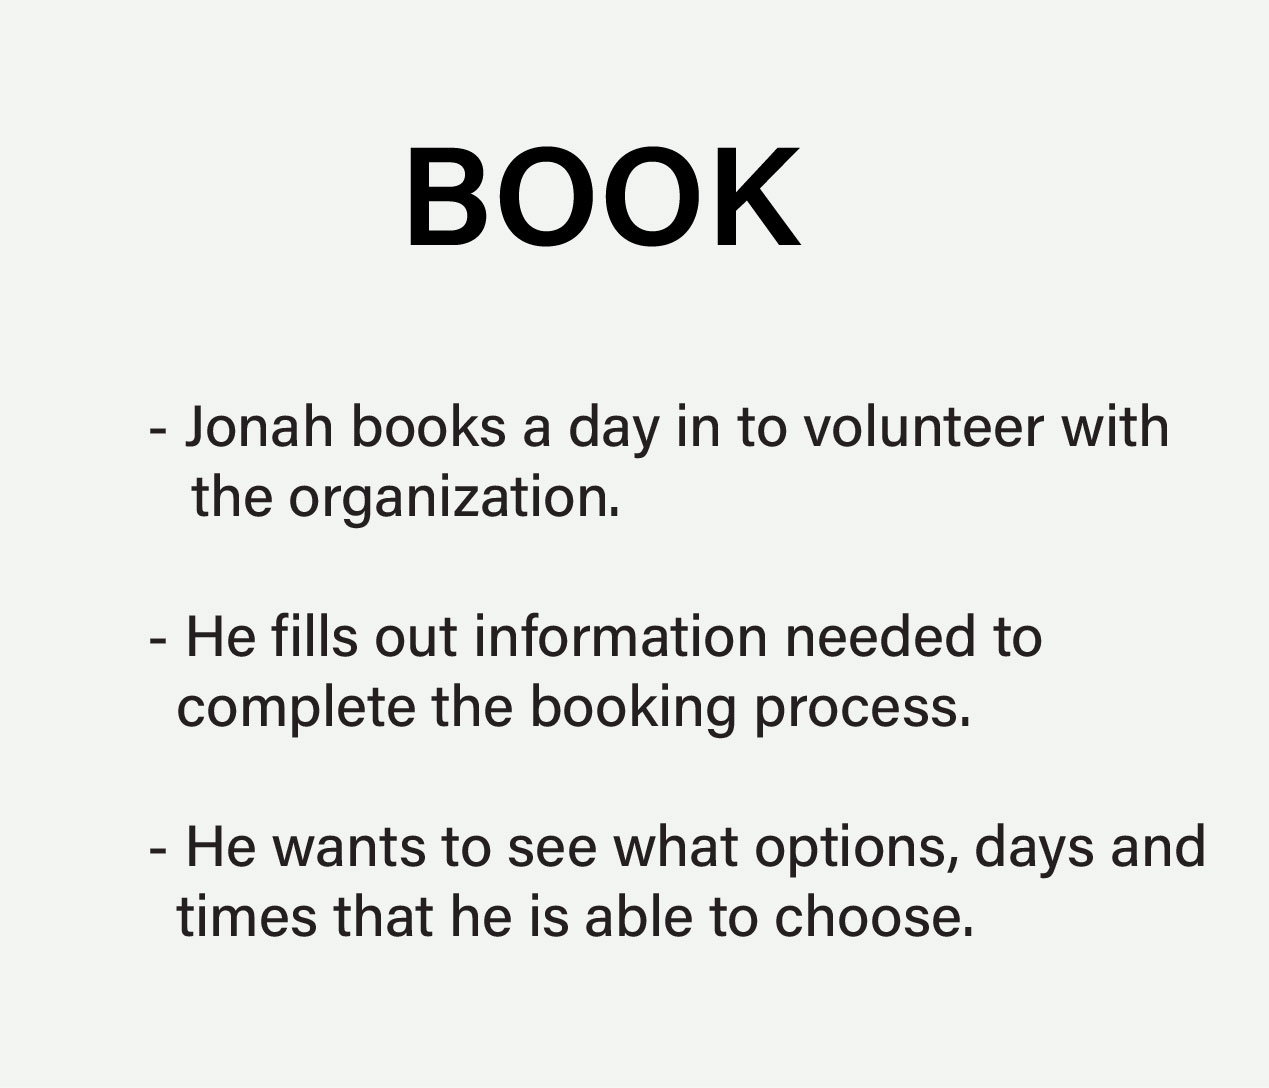 BOOK
- Jonah books a day in to volunteer with
the organization.
- He fills out information needed to
complete the booking process.
- He wants to see what options, days and
times that he is able to choose.